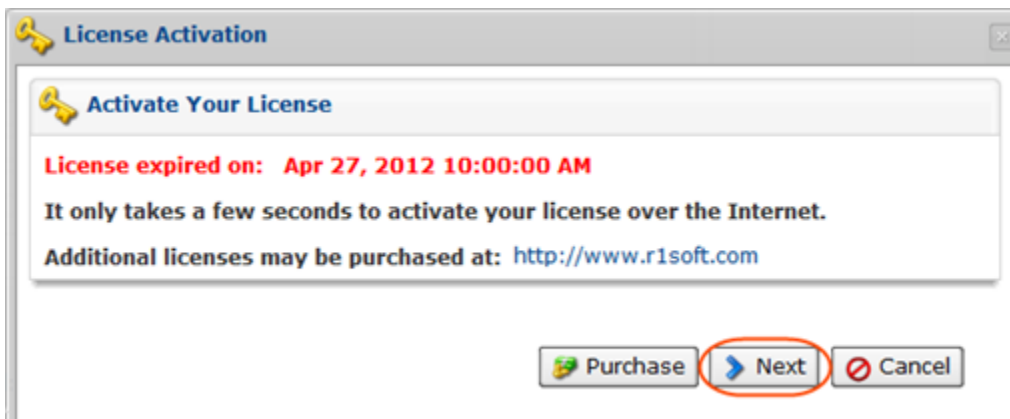 License Activation
Activate Your License
License expired on: Apr 27, 2012 10:00:00 AM
It only takes a few seconds to activate your license over the Internet.
Additional licenses may be purchased at: http://www.r1soft.com
Purchase Next Cancel